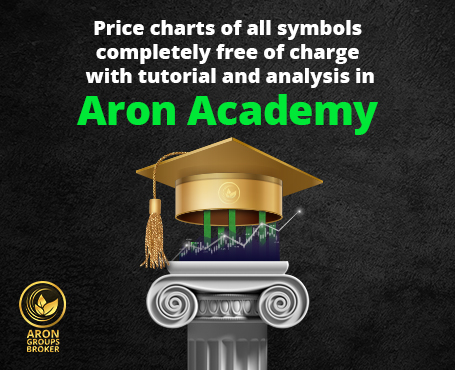 Price charts of all symbols
completely free of charge
with tutorial and analysis in
Aron Academy
ARON
GROUPS
BROKER